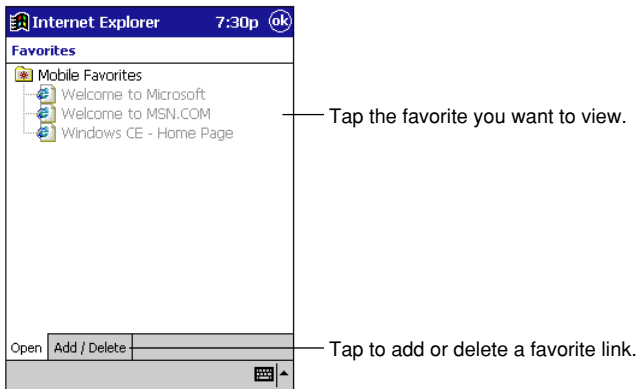 Internet Explorer 7:30p ok
Favorites
Mobile Favorites
Welcome to Microsoft
Welcome to MSN.COM
Windows CE - Home Page
Tap the favorite you want to view.
Open Add / Delete
Tap to add or delete a favorite link.